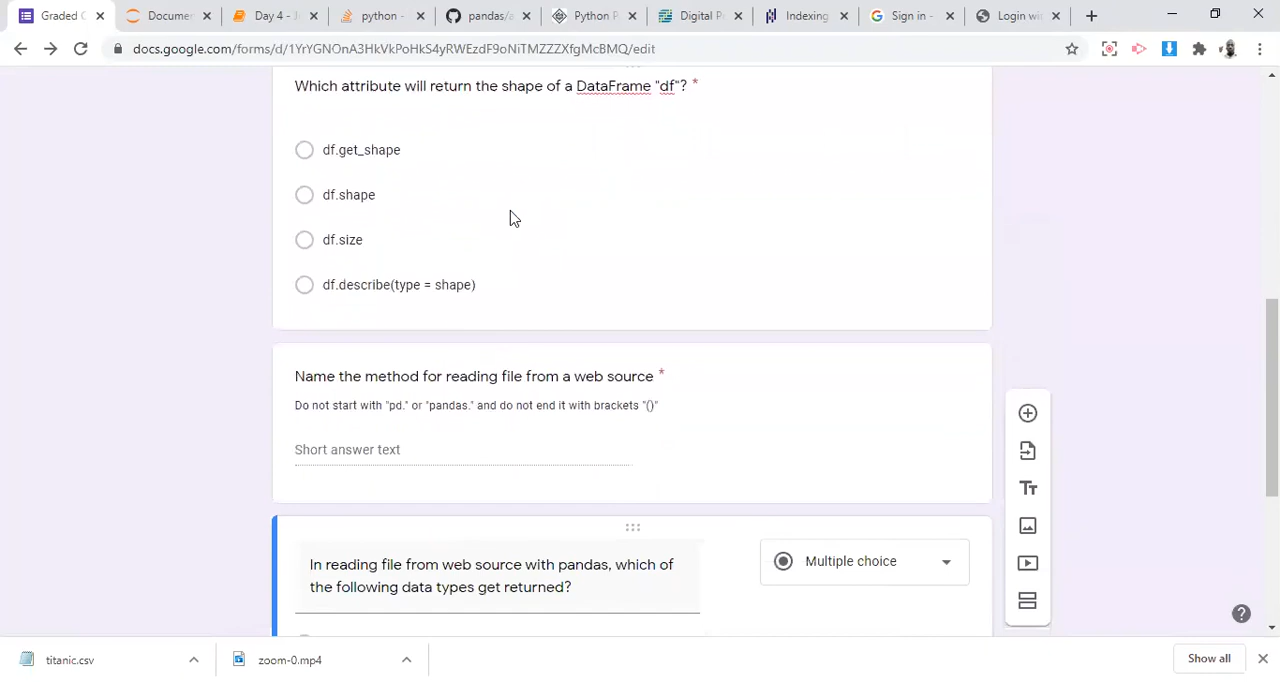 Graded C
Documen
Day 4 - J
python -
pandas/a
Python P
Digital P
Indexing
Sign in -
Login wi
docs.google.com/forms/d/1YrYGNOnA3HkVkPoHkS4yRWEzdF9oNiTMZZZXfgMcBMQ/edit
Which attribute will return the shape of a DataFrame "df"? *
df.get_shape
df.shape
df.size
df.describe(type = shape)
Name the method for reading file from a web source *
Do not start with "pd." or "pandas." and do not end it with brackets "()"
Short answer text
In reading file from web source with pandas, which of
the following data types get returned?
Multiple choice
titanic.csv
zoom-0.mp4
Show all